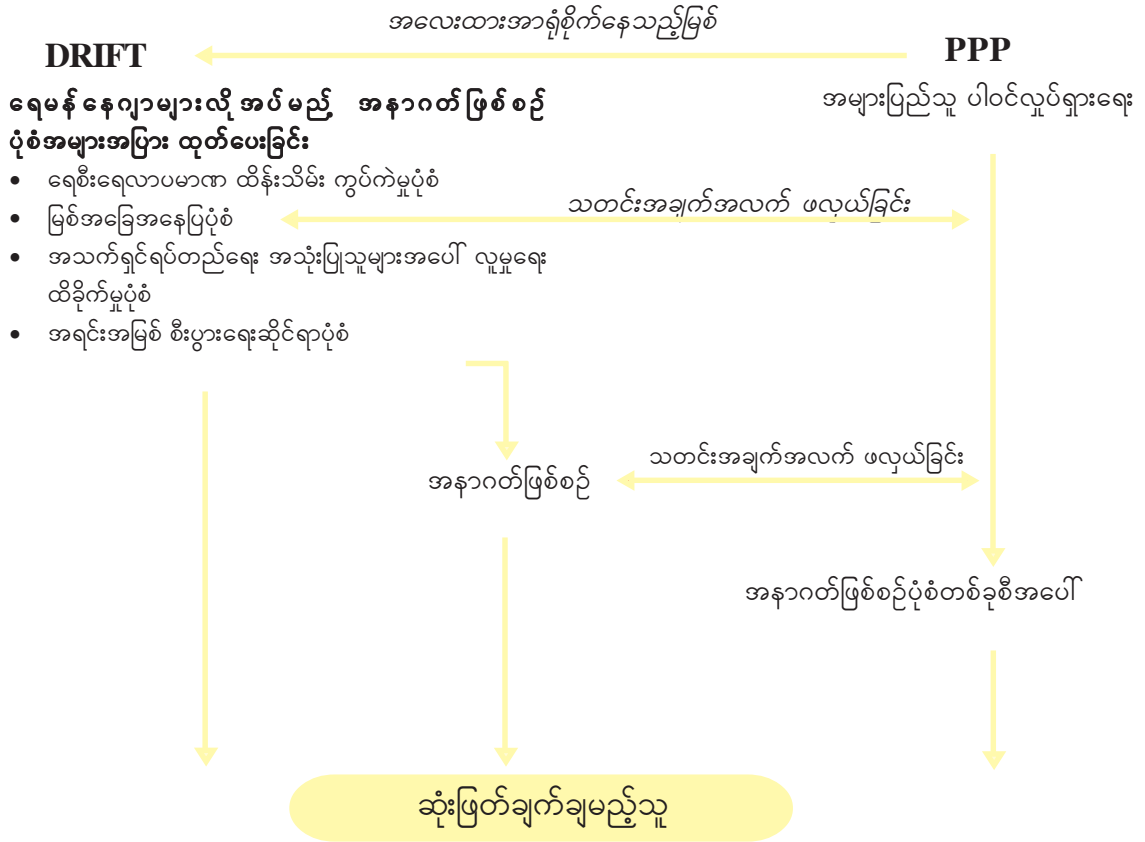 အလေးထားအာရုံစိုက်နေသည့်မြစ်
DRIFT
PPP
ရေမန်နေဂျာများလိုအပ်မည့် အနာဂတ်ဖြစ်စဉ်
ပုံစံအများအပြား ထုတ်ပေးခြင်း
အများပြည်သူ ပါဝင်လှုပ်ရှားရေး
• ရေစီးရေလာပမာဏ ထိန်းသိမ်း ကွပ်ကဲမှုပုံစံ
• မြစ်အခြေအနေပြပုံစံ
သတင်းအချက်အလက် ဖလှယ်ခြင်း
• အသက်ရှင်ရပ်တည်ရေး အသုံးပြုသူများအပေါ် လူမှုရေး
ထိခိုက်မှုပုံစံ
• အရင်းအမြစ် စီးပွားရေးဆိုင်ရာပုံစံ
သတင်းအချက်အလက် ဖလှယ်ခြင်း
အနာဂတ်ဖြစ်စဉ်
အနာဂတ်ဖြစ်စဉ်ပုံစံတစ်ခုစီအပေါ်
ဆုံးဖြတ်ချက်ချမည့်သူ